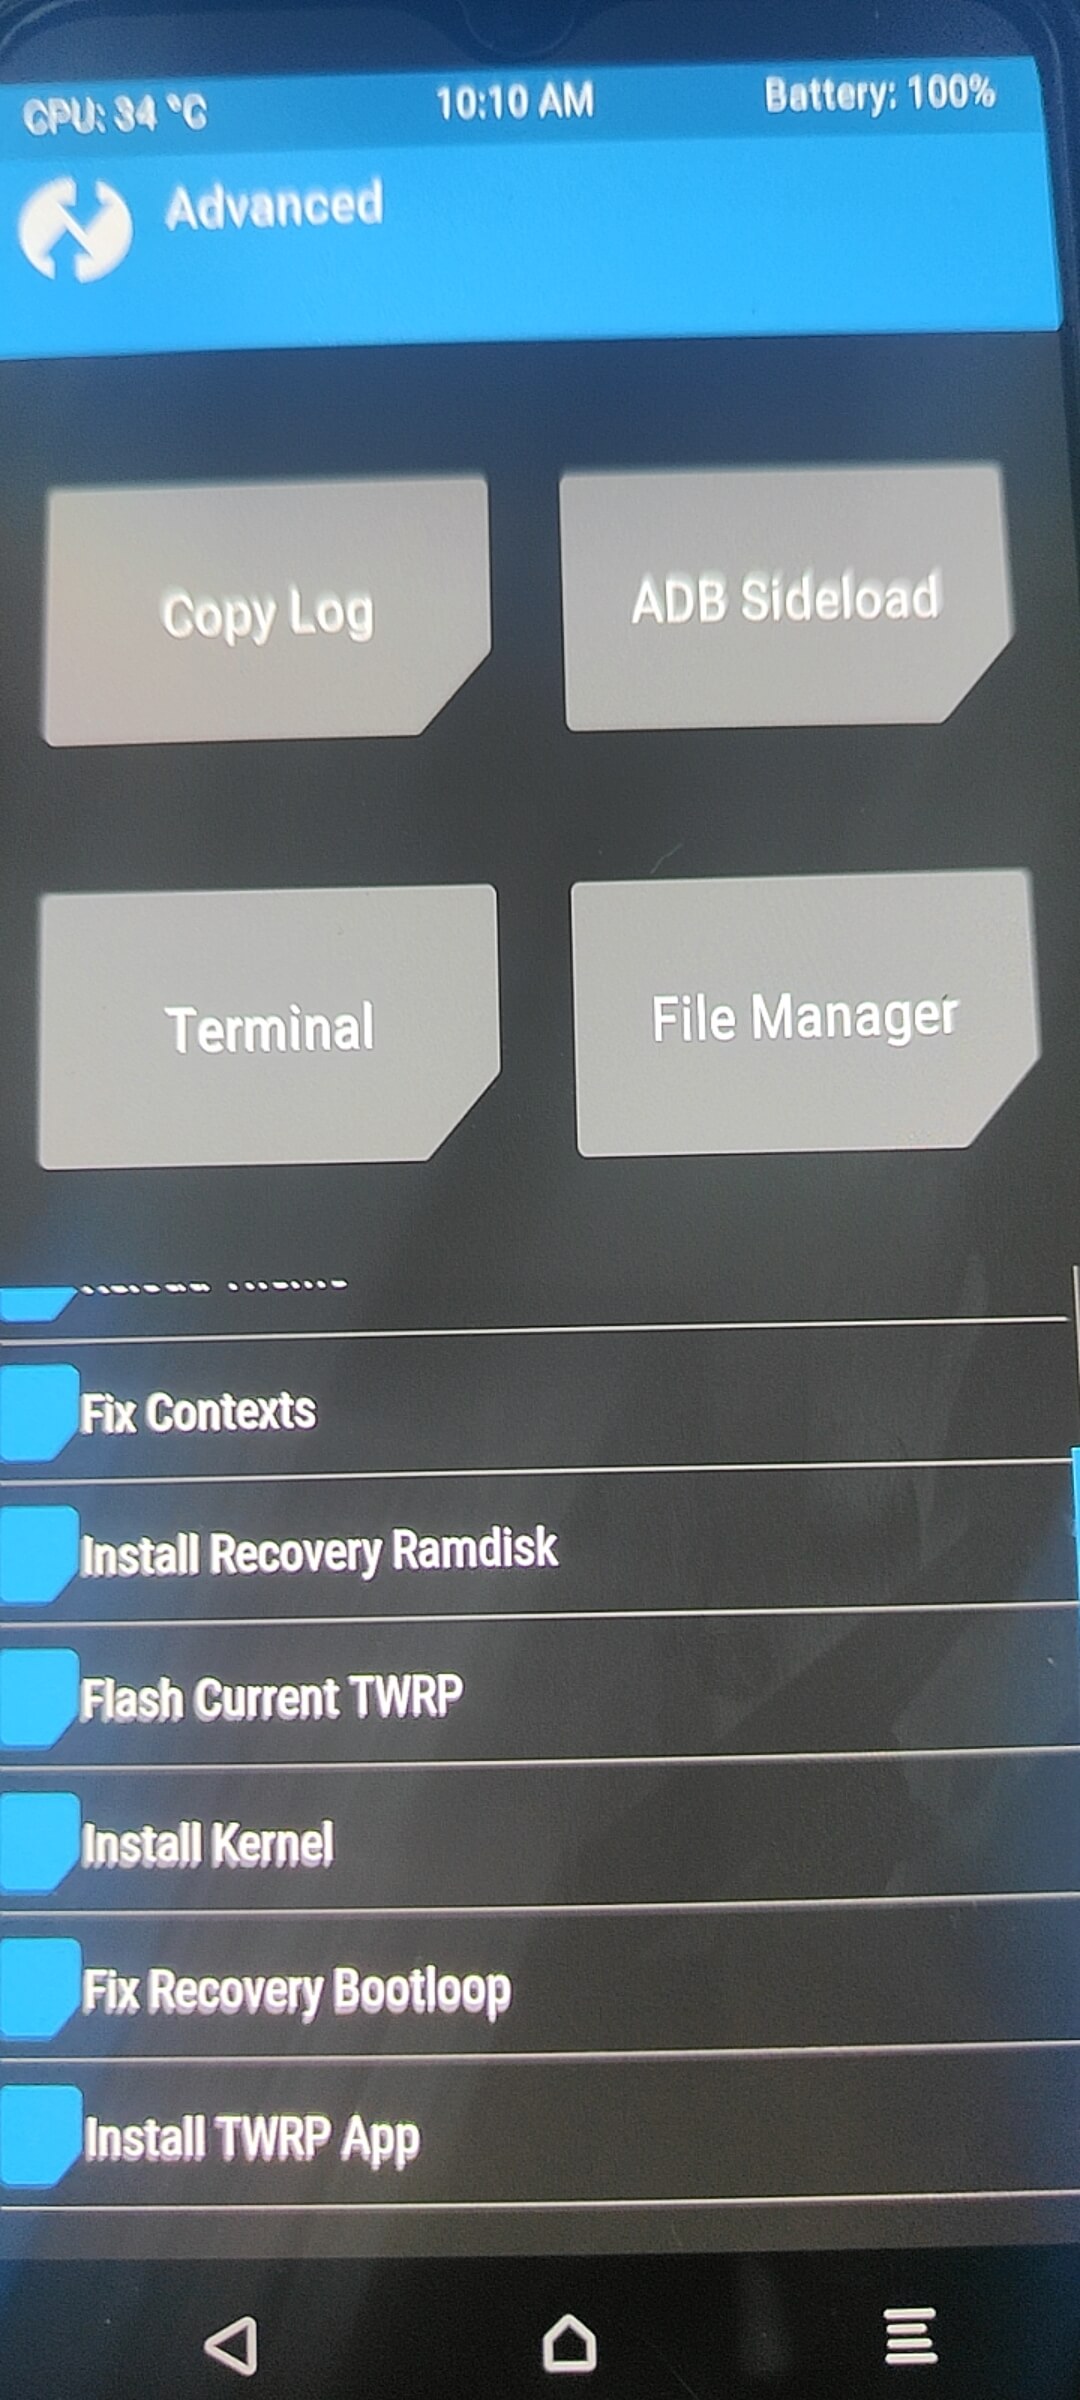 CPU: 34 °C 10:10 AM Battery: 100%
Advanced
Copy Log ADB Sideload
Terminal File Manager
Fix Contexts
Install Recovery Ramdisk
Flash Current TWRP
Install Kernel
Fix Recovery Bootloop
Install TWRP App